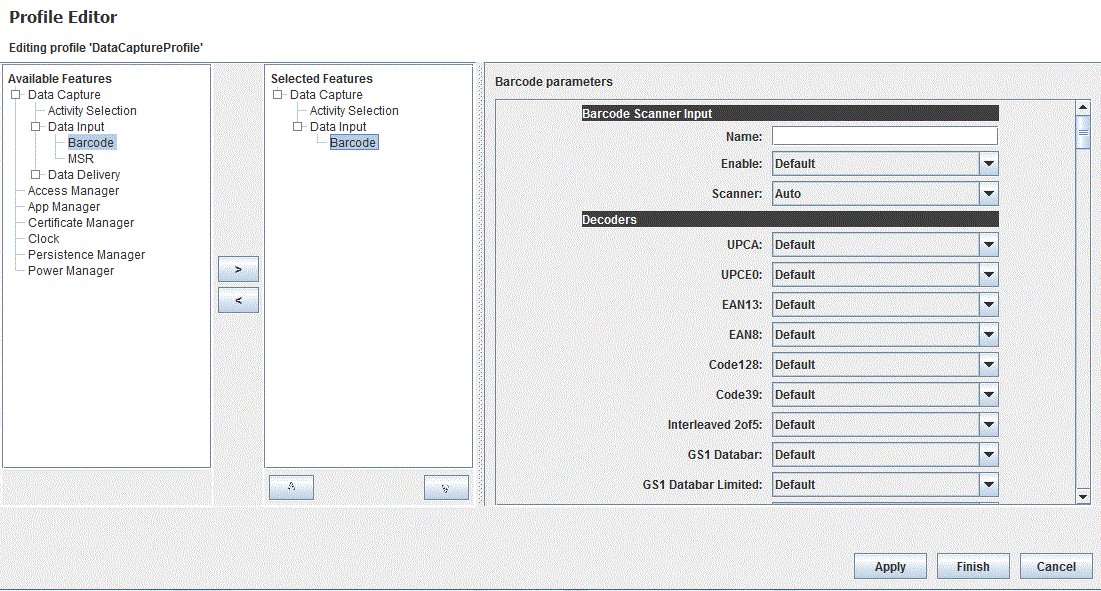 Profile Editor
Editing profile 'DataCaptureProfile'
Available Features
Data Capture
Activity Selection
Data Input
Barcode
MSR
Data Delivery
Access Manager
App Manager
Certificate Manager
Clock
Persistence Manager
Power Manager
>
<
Selected Features
Data Capture
Activity Selection
Data Input
Barcode
A
v
Barcode parameters
Barcode Scanner Input
Name:
Enable: Default
Scanner: Auto
Decoders
UPCA: Default
UPCE0: Default
EAN13: Default
EAN8: Default
Code128: Default
Code39: Default
Interleaved 2of5: Default
GS1 Databar: Default
GS1 Databar Limited: Default
Apply Finish Cancel